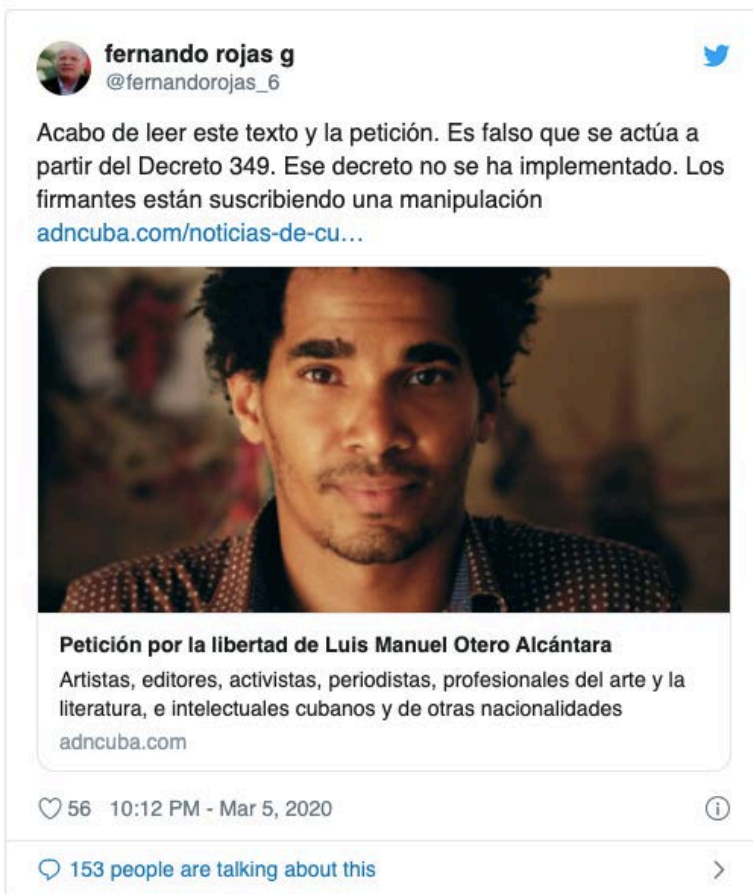 fernando rojas g
@fernandorojas_6
Acabo de leer este texto y la petición. Es falso que se actúa a
partir del Decreto 349. Ese decreto no se ha implementado. Los
firmantes están suscribiendo una manipulación
adncuba.com/noticias-de-cu…
Petición por la libertad de Luis Manuel Otero Alcántara
Artistas, editores, activistas, periodistas, profesionales del arte y la
literatura, e intelectuales cubanos y de otras nacionalidades
adncuba.com
56 10:12 PM - Mar 5, 2020
153 people are talking about this